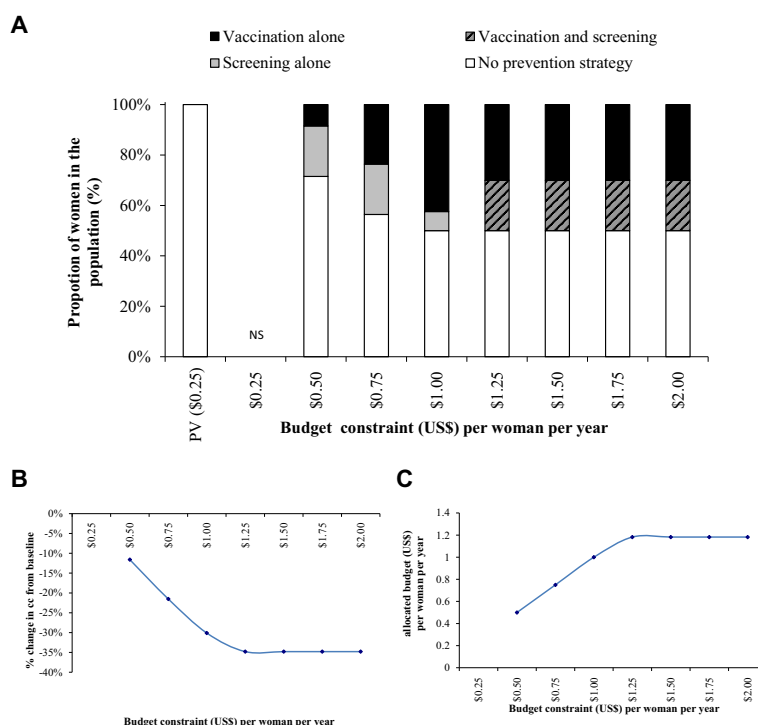 A
Vaccination alone
Vaccination and screening
Screening alone
No prevention strategy
Propotion of women in the
population (%)
100%
80%
60%
40%
20%
0%
NS
PV ($0.25)
$0.25
$0.50
$0.75
$1.00
$1.25
$1.50
$1.75
$2.00
Budget constraint (US$) per woman per year
B
% change in cc from baseline
0%
-5%
-10%
-15%
-20%
-25%
-30%
-35%
-40%
$0.25
$0.50
$0.75
$1.00
$1.25
$1.50
$1.75
$2.00
Budget constraint (US$) per woman per year
C
allocated budget (US$)
per woman per year
1.4
1.2
1
0.8
0.6
0.4
0.2
0
$0.25
$0.50
$0.75
$1.00
$1.25
$1.50
$1.75
$2.00
Budget constraint (US$) per woman per year